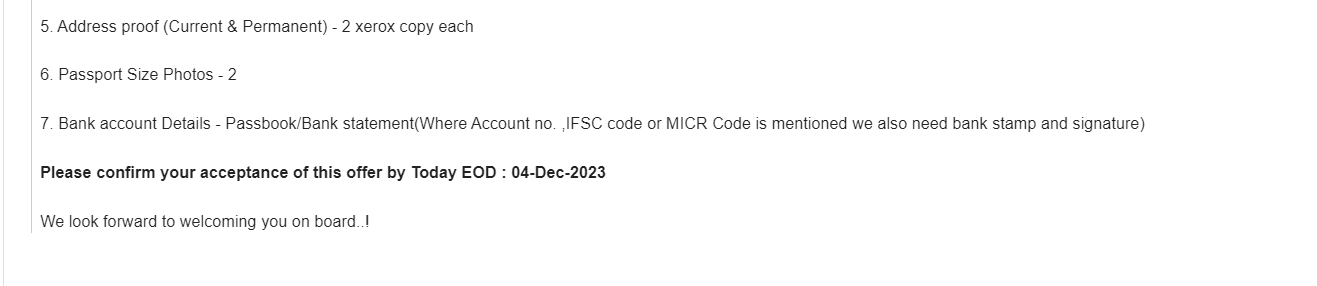 5. Address proof (Current & Permanent) - 2 xerox copy each
6. Passport Size Photos - 2
7. Bank account Details - Passbook/Bank statement(Where Account no. ,IFSC code or MICR Code is mentioned we also need bank stamp and signature)
Please confirm your acceptance of this offer by Today EOD : 04-Dec-2023
We look forward to welcoming you on board..!